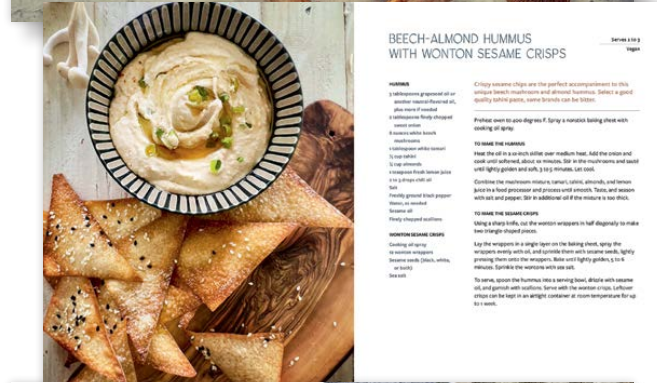 BEECH-ALMOND HUMMUS
WITH WONTON SESAME CRISPS
Serves 2 to 3
Vegan
HUMMUS
3 tablespoons grapeseed oil or
another neutral-flavored oil,
plus more if needed
2 tablespoons finely chopped
sweet onion
6 ounces white beech
mushrooms
1 tablespoon white tamari
⅓ cup tahini
cup almonds
1 teaspoon fresh lemon juice
2 to 3 drops chili oil
Salt
Freshly ground black pepper
Water, as needed
Sesame oil
Finely chopped scallions
WONTON SESAME CRISPS
Cooking oil spray
12 wonton wrappers
Sesame seeds (black, white,
or both)
Sea salt
Crispy sesame chips are the perfect accompaniment to this
unique beech mushroom and almond hummus. Select a good
quality tahini paste, some brands can be bitter.
Preheat oven to 400 degrees F. Spray a nonstick baking sheet with
cooking oil spray.
TO MAKE THE HUMMUS
Heat the oil in a 10-inch skillet over medium heat. Add the onion and
cook until softened, about 10 minutes. Stir in the mushrooms and sauté
until lightly golden and soft, 3 to 5 minutes. Let cool.
Combine the mushroom mixture, tamari, tahini, almonds, and lemon
juice in a food processor and process until smooth. Taste, and season
with salt and pepper. Stir in additional oil if the mixture is too thick.
TO MAKE THE SESAME CRISPS
Using a sharp knife, cut the wonton wrappers in half diagonally to make
two triangle-shaped pieces.
Lay the wrappers in a single layer on the baking sheet, spray the
wrappers evenly with oil, and sprinkle them with sesame seeds, lightly
pressing them onto the wrappers. Bake until lightly golden, 5 to 6
minutes. Sprinkle the wontons with sea salt.
To serve, spoon the hummus into a serving bowl, drizzle with sesame
oil, and garnish with scallions. Serve with the wonton crisps. Leftover
crisps can be kept in an airtight container at room temperature for up
to 1 week.